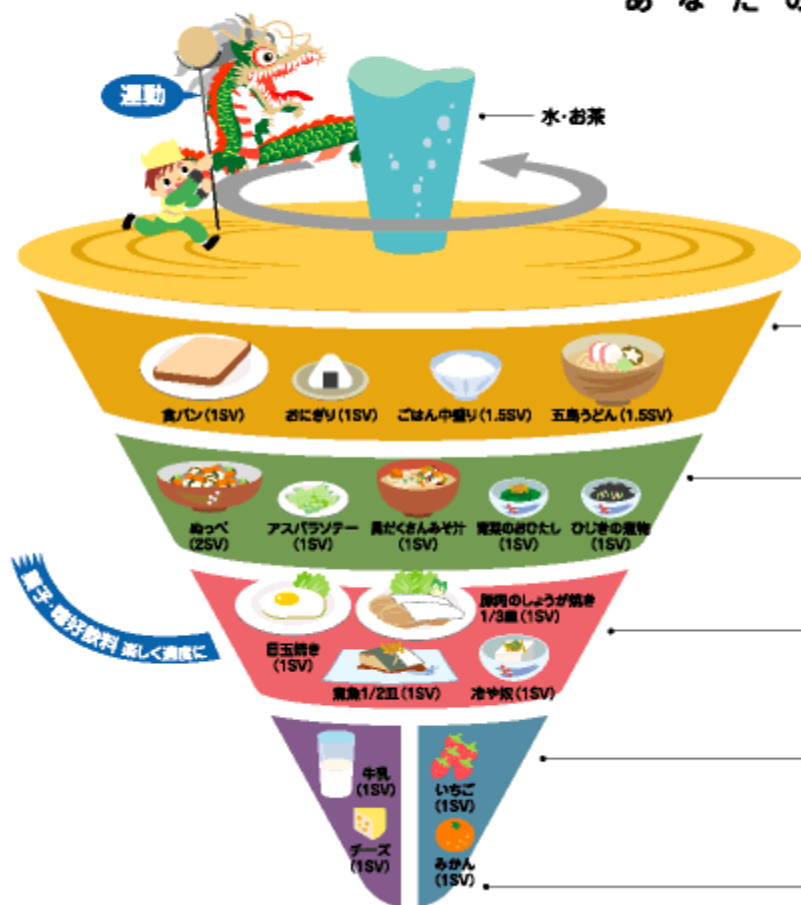 あなたの
運動
水・お茶
食パン(1SV)
おにぎり(1SV)
ごはん中盛り(1.5SV)
五島うどん(1.5SV)
ぬっぺ
(2SV)
アスパラソテー
(1SV)
具だくさんみそ汁
(1SV)
青菜のおひたし
(1SV)
ひじきの煮物
(1SV)
菓子・嗜好飲料 楽しく適度に
目玉焼き
(1SV)
豚肉のしょうが焼き
1/3皿(1SV)
煮魚1/2皿(1SV)
冷や奴(1SV)
牛乳
(1SV)
チーズ
(1SV)
いちご
(1SV)
みかん
(1SV)